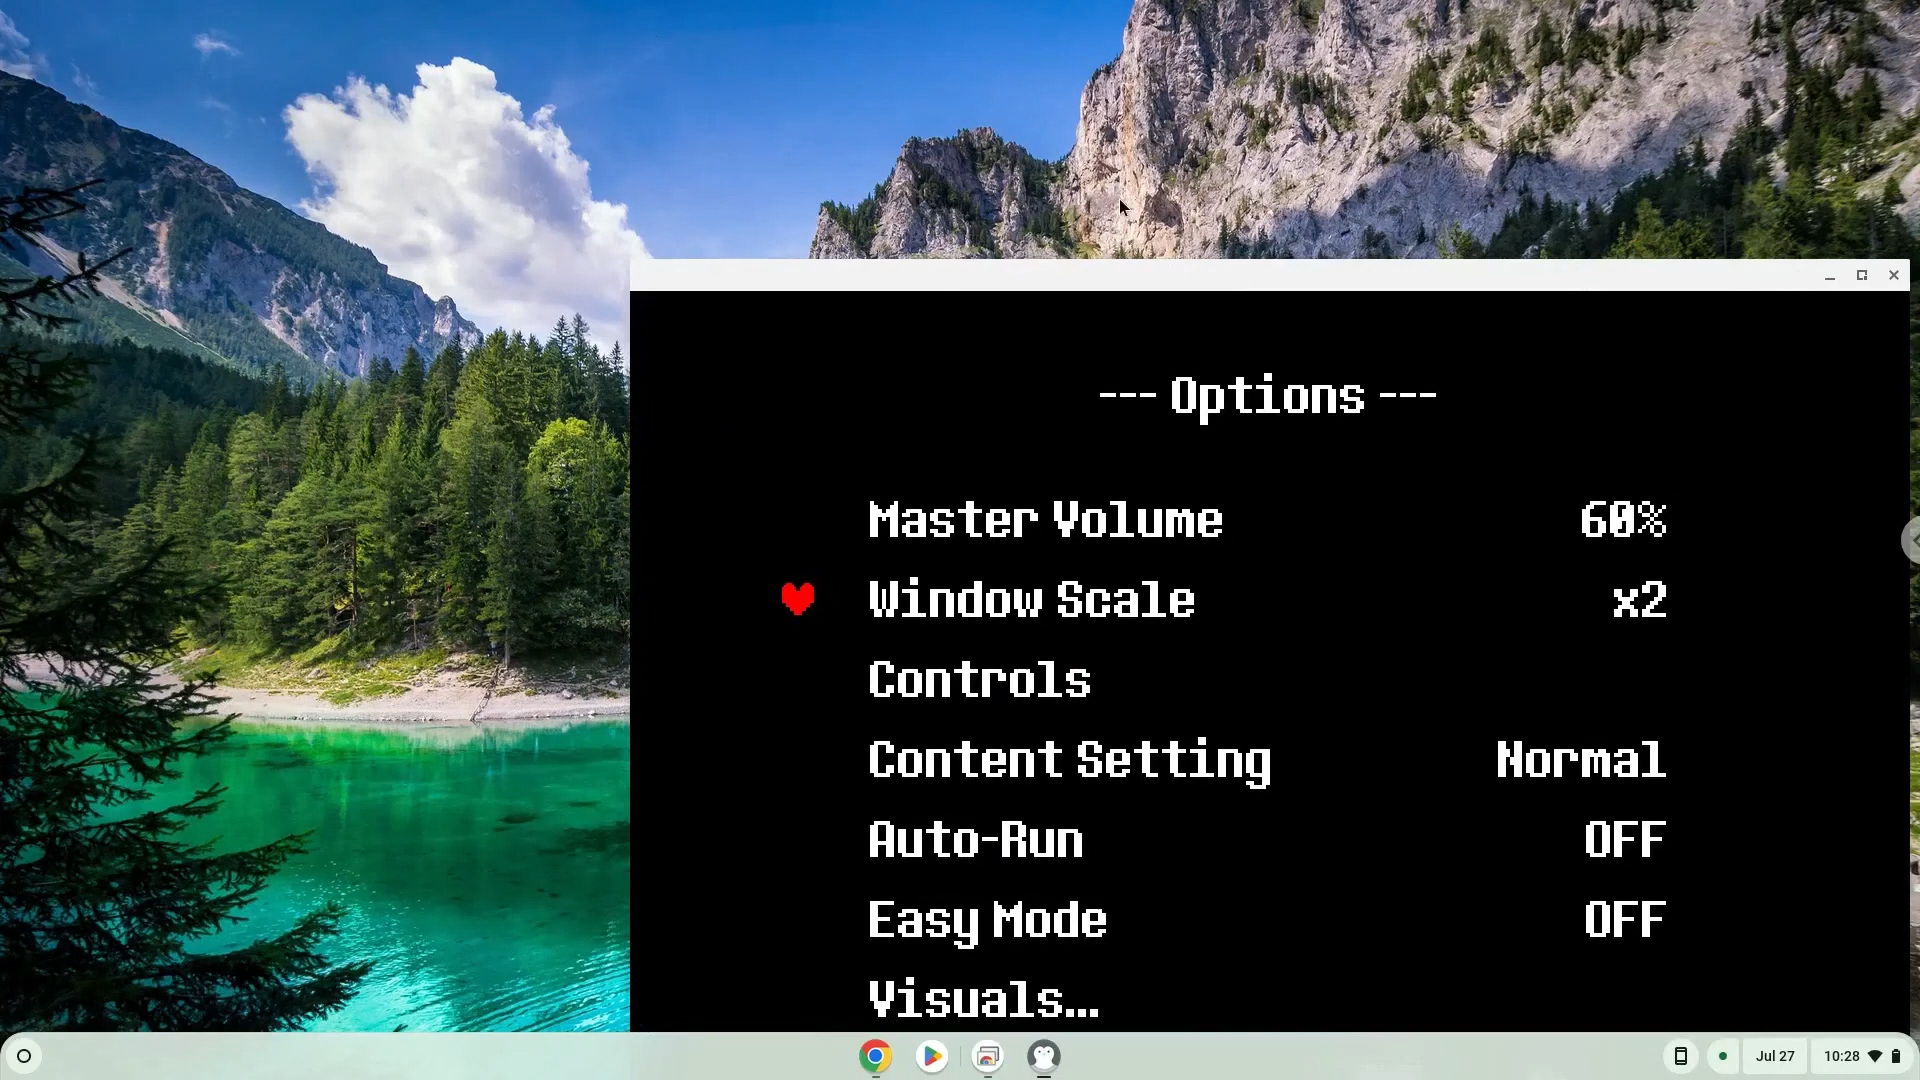 --- Options ---
Master Volume 60%
Window Scale x2
Controls
Content Setting Normal
Auto-Run OFF
Easy Mode OFF
Visuals...
Jul 27 10:28